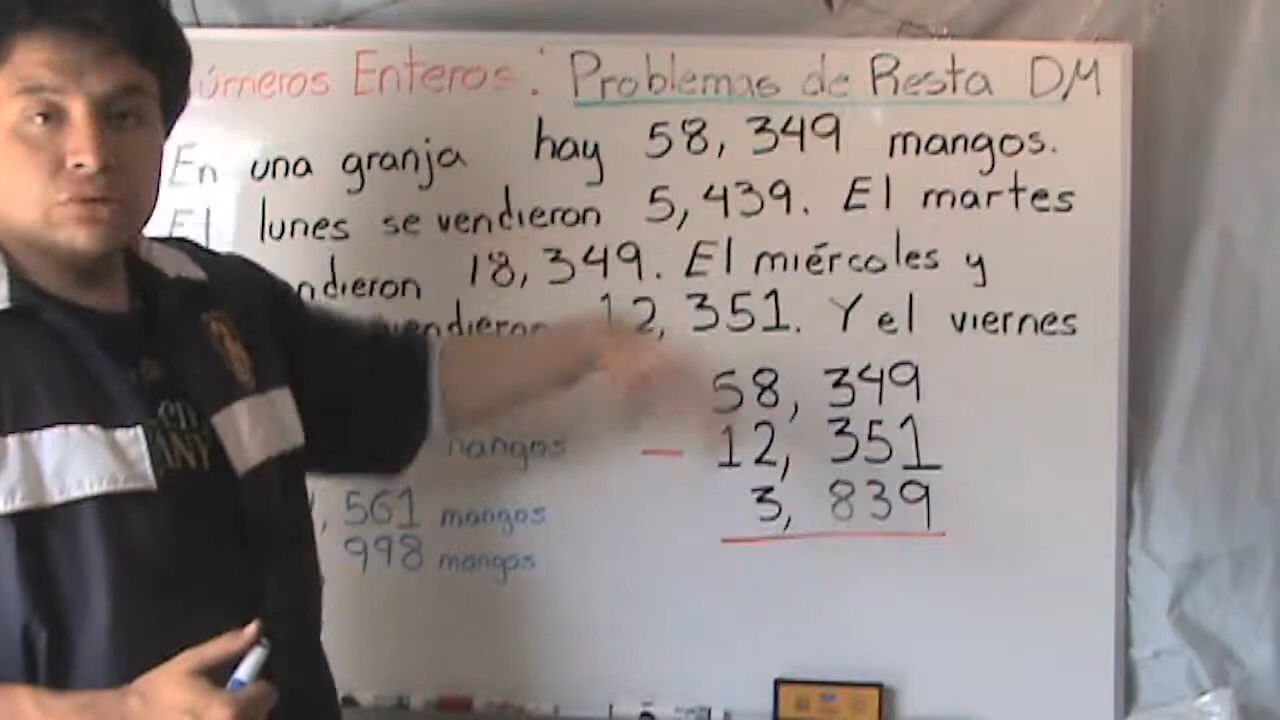 úmeros Enteros: Problemas de Resta DM
En una granja hay 58,349 mangos.
El lunes se vendieron 5,439. El martes
ndieron 18,349. El miércoles y
vendieron 12,351. Y el viernes
58,349
mangos - 12,351
, 561 mangos 3,839
998 mangos